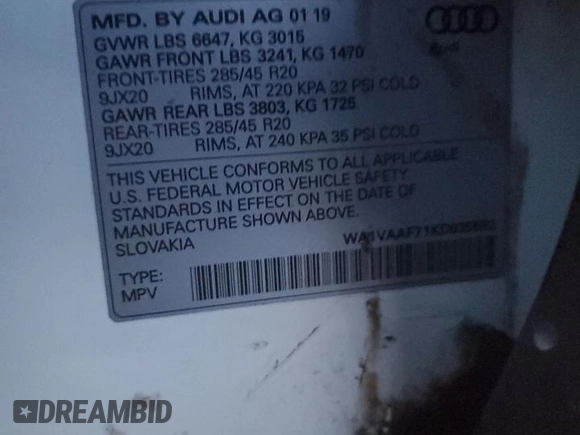 MFD. BY AUDI AG 01 19
GVWR LBS 6647, KG 3015
GAWR FRONT LBS 3241, KG 1470
FRONT-TIRES 285/45 R20
9JX20 RIMS, AT 220 KPA 32 PSI COLD
GAWR REAR LBS 3803, KG 1725
REAR-TIRES 285/45 R20
9JX20 RIMS, AT 240 KPA 35 PSI COLD
Audi
THIS VEHICLE CONFORMS TO ALL APPLICABLE
U.S. FEDERAL MOTOR VEHICLE SAFETY
STANDARDS IN EFFECT ON THE DATE OF
MANUFACTURE SHOWN ABOVE.
SLOVAKIA
TYPE:
MPV
DREAMBID